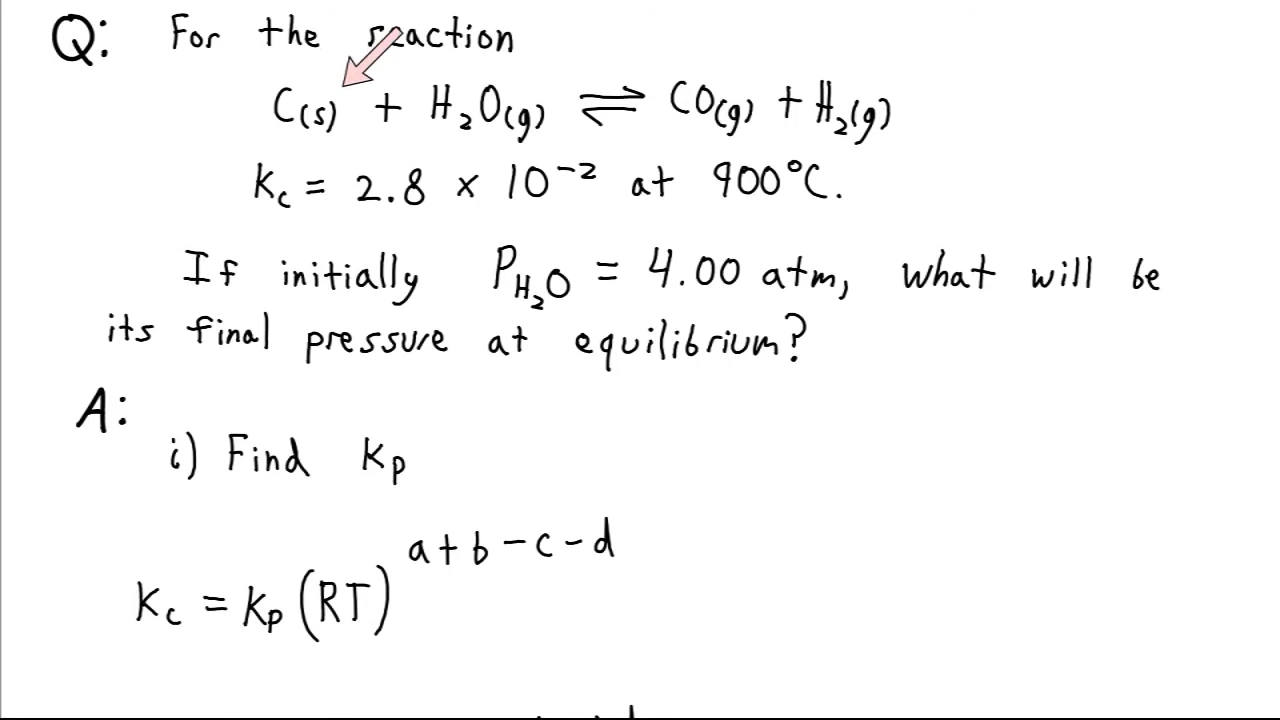 Q: For the reaction
C(s) + H₂O(g) ⇌ CO(g) + H₂(g)
Kc = 2.8 × 10⁻² at 900°C.
If initially P_H₂O = 4.00 atm, what will be
its final pressure at equilibrium?
A:
i) Find Kp
Kc = Kp (RT)^(a+b-c-d)